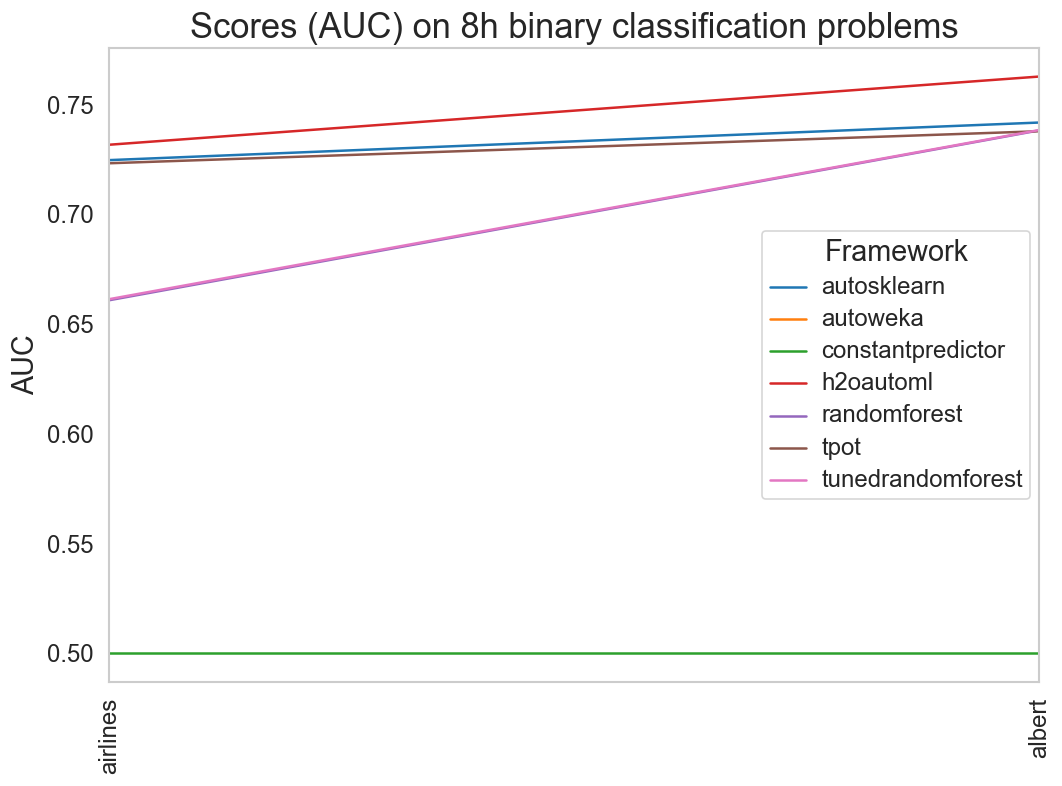 Scores (AUC) on 8h binary classification problems
AUC
0.75
0.70
0.65
0.60
0.55
0.50
Framework
autosklearn
autoweka
constantpredictor
h2oautoml
randomforest
tpot
tunedrandomforest
airlines
albert